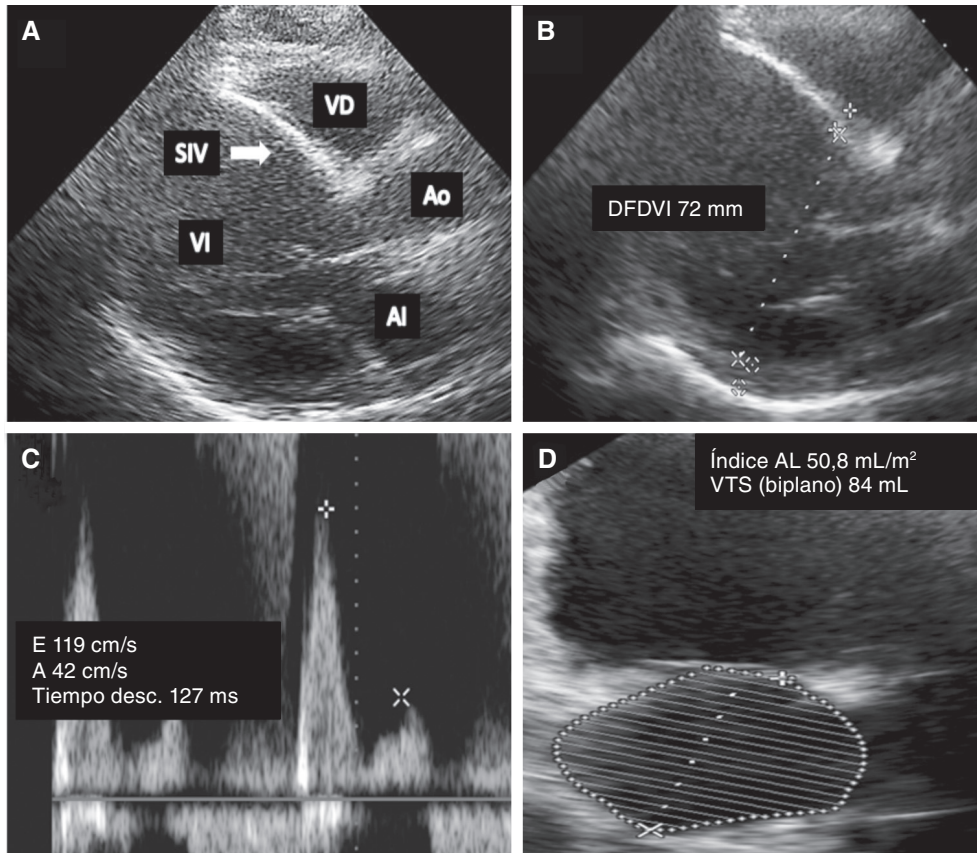 A
VD
SIV
Ao
VI
AI
B
DFDVI 72 mm
C
E 119 cm/s
A 42 cm/s
Tiempo desc. 127 ms
D
Índice AL 50,8 mL/m²
VTS (biplano) 84 mL